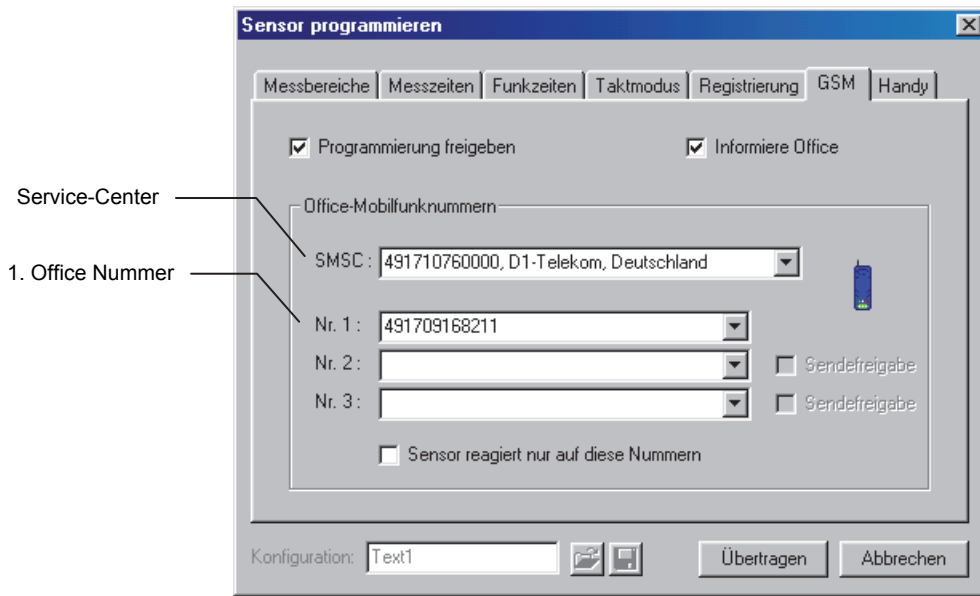 Sensor programmieren
Messbereiche Messzeiten Funkzeiten Taktmodus Registrierung GSM Handy
Programmierung freigeben Informiere Office
Service-Center
Office-Mobilfunknummern
SMSC : 491710760000, D1-Telekom, Deutschland
1. Office Nummer
Nr. 1 : 491709168211
Nr. 2 : Sendefreigabe
Nr. 3 : Sendefreigabe
Sensor reagiert nur auf diese Nummern
Konfiguration: Text1 Übertragen Abbrechen